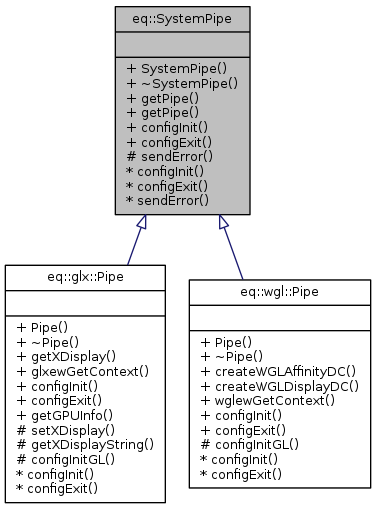 eq::SystemPipe
+ SystemPipe()
+ ~SystemPipe()
+ getPipe()
+ getPipe()
+ configInit()
+ configExit()
# sendError()
* configInit()
* configExit()
* sendError()
eq::glx::Pipe
+ Pipe()
+ ~Pipe()
+ getXDisplay()
+ glxewGetContext()
+ configInit()
+ configExit()
+ getGPUInfo()
# setXDisplay()
# getXDisplayString()
# configInitGL()
* configInit()
* configExit()
eq::wgl::Pipe
+ Pipe()
+ ~Pipe()
+ createWGLAffinityDC()
+ createWGLDisplayDC()
+ wglewGetContext()
+ configInit()
+ configExit()
# configInitGL()
* configInit()
* configExit()